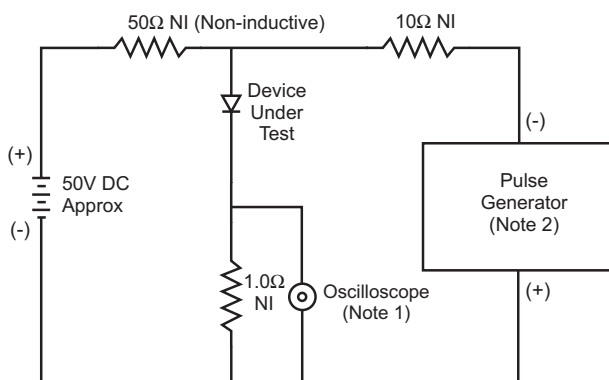 50Ω NI (Non-inductive)
10Ω NI
Device
Under
Test
(+)
50V DC
Approx
(-)
(-)
Pulse
Generator
(Note 2)
(+)
1.0Ω
NI
Oscilloscope
(Note 1)